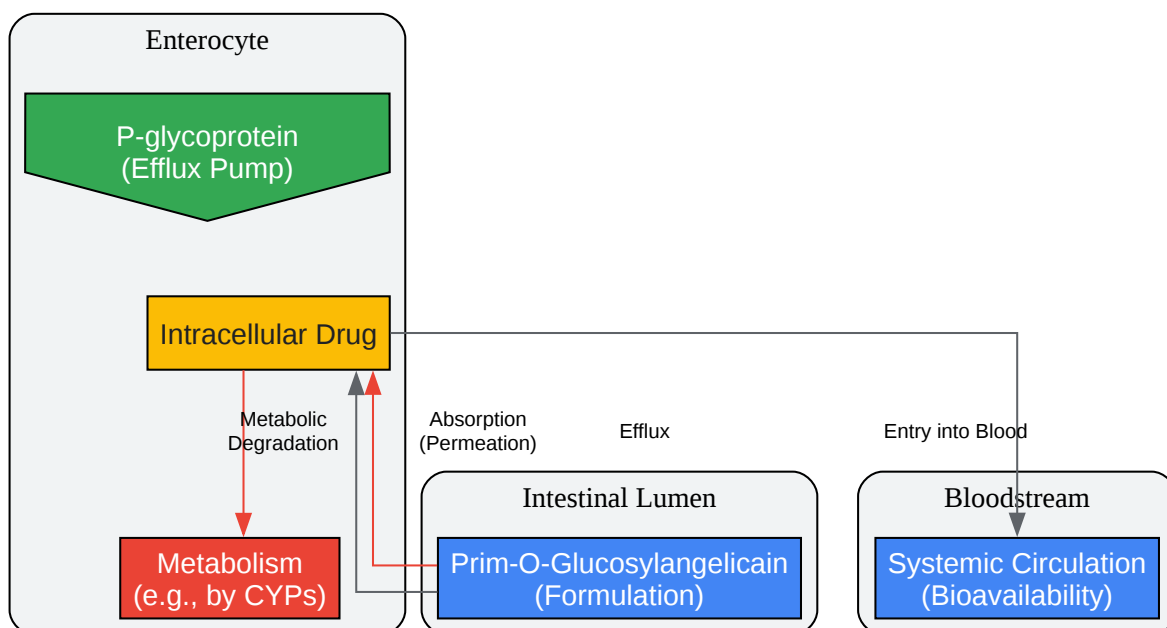 Enterocyte
P-glycoprotein
(Efflux Pump)
Intracellular Drug
Metabolic
Degradation
Absorption
(Permeation)
Efflux
Entry into Blood
Intestinal Lumen
Bloodstream
Metabolism
(e.g., by CYPs)
Prim-O-Glucosylangelicain
(Formulation)
Systemic Circulation
(Bioavailability)